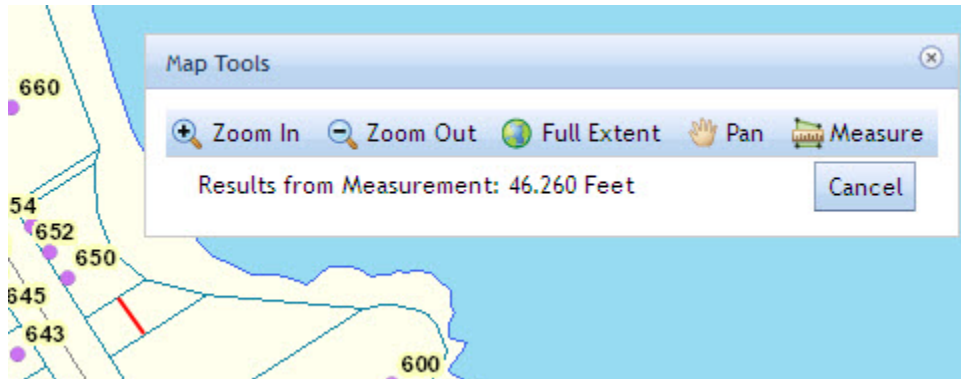 Map Tools
660
Zoom In Zoom Out Full Extent Pan Measure
Results from Measurement: 46.260 Feet Cancel
54
652
650
645
643
600